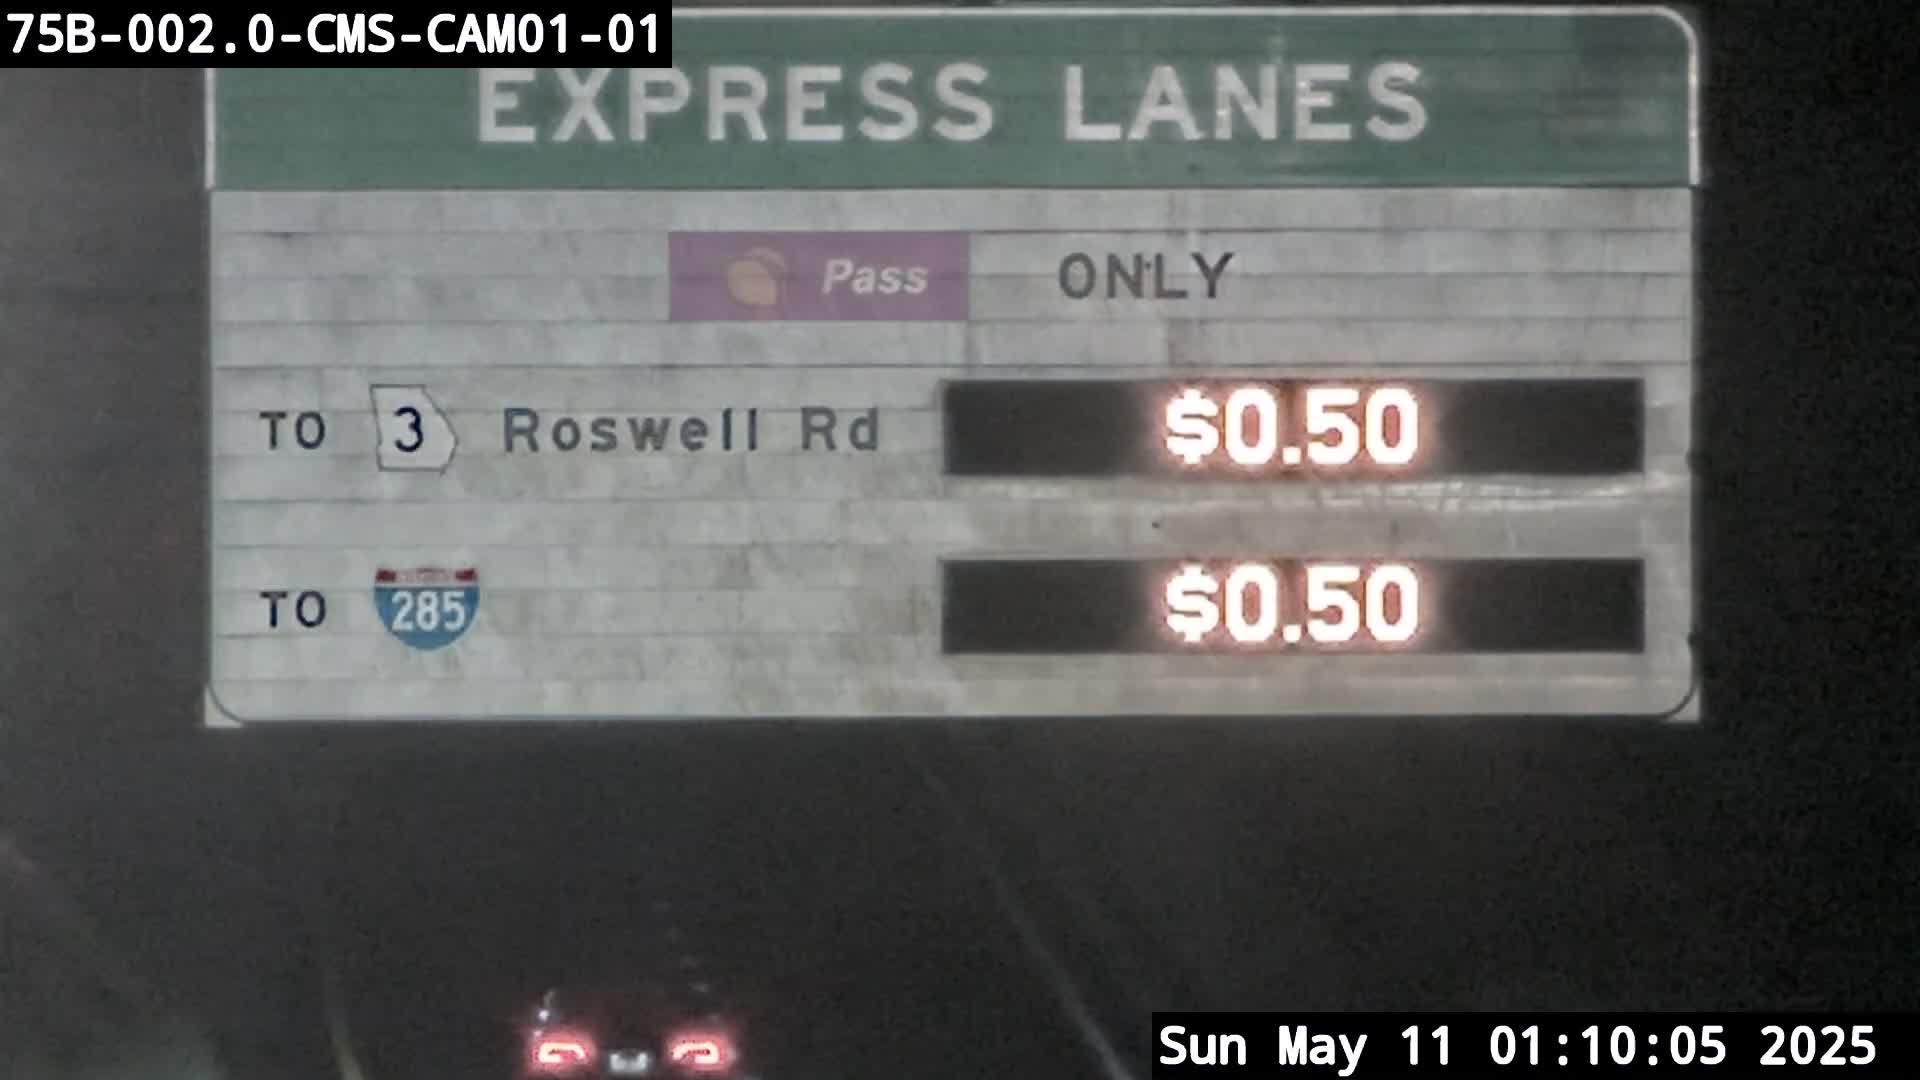 75B-002.0-CMS-CAM01-01
EXPRESS LANES
Pass ONLY
TO 3 Roswell Rd $0.50
TO 285 $0.50
Sun May 11 01:10:05 2025